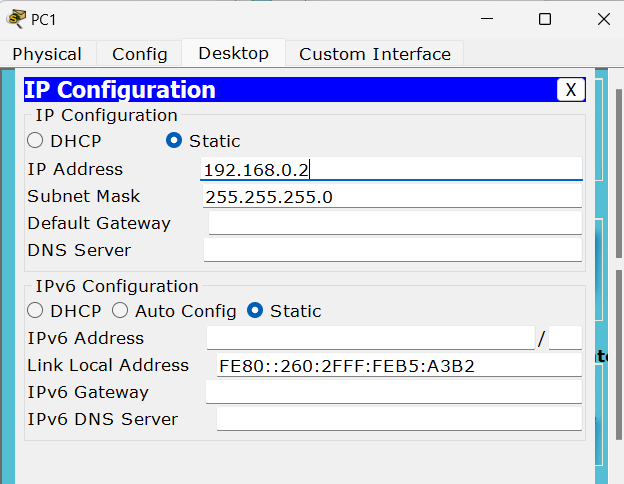 PC1
Physical Config Desktop Custom Interface
IP Configuration X
IP Configuration
DHCP Static
IP Address 192.168.0.2
Subnet Mask 255.255.255.0
Default Gateway
DNS Server
IPv6 Configuration
DHCP Auto Config Static
IPv6 Address /
Link Local Address FE80::260:2FFF:FEB5:A3B2
IPv6 Gateway
IPv6 DNS Server